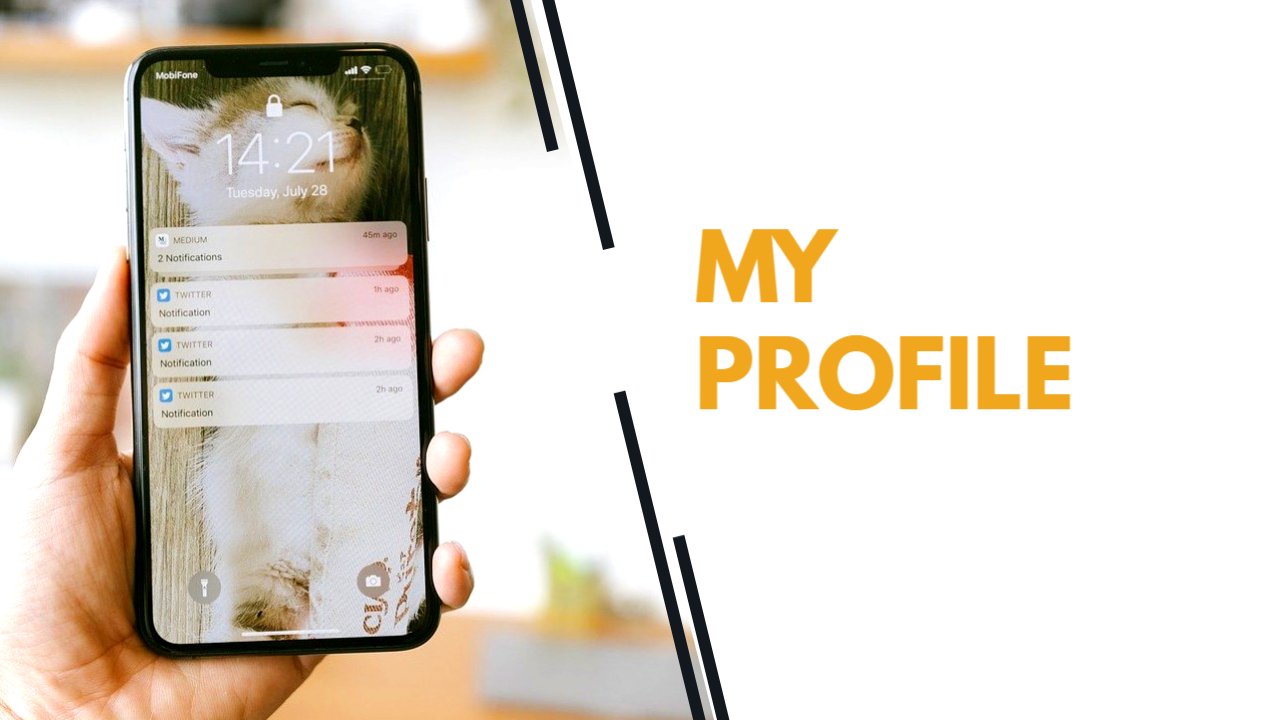 MobiFone
14:21
Tuesday, July 28
MEDIUM
45m ago
2 Notifications
TWITTER
1h ago
Notification
TWITTER
2h ago
Notification
TWITTER
2h ago
Notification
MY
PROFILE